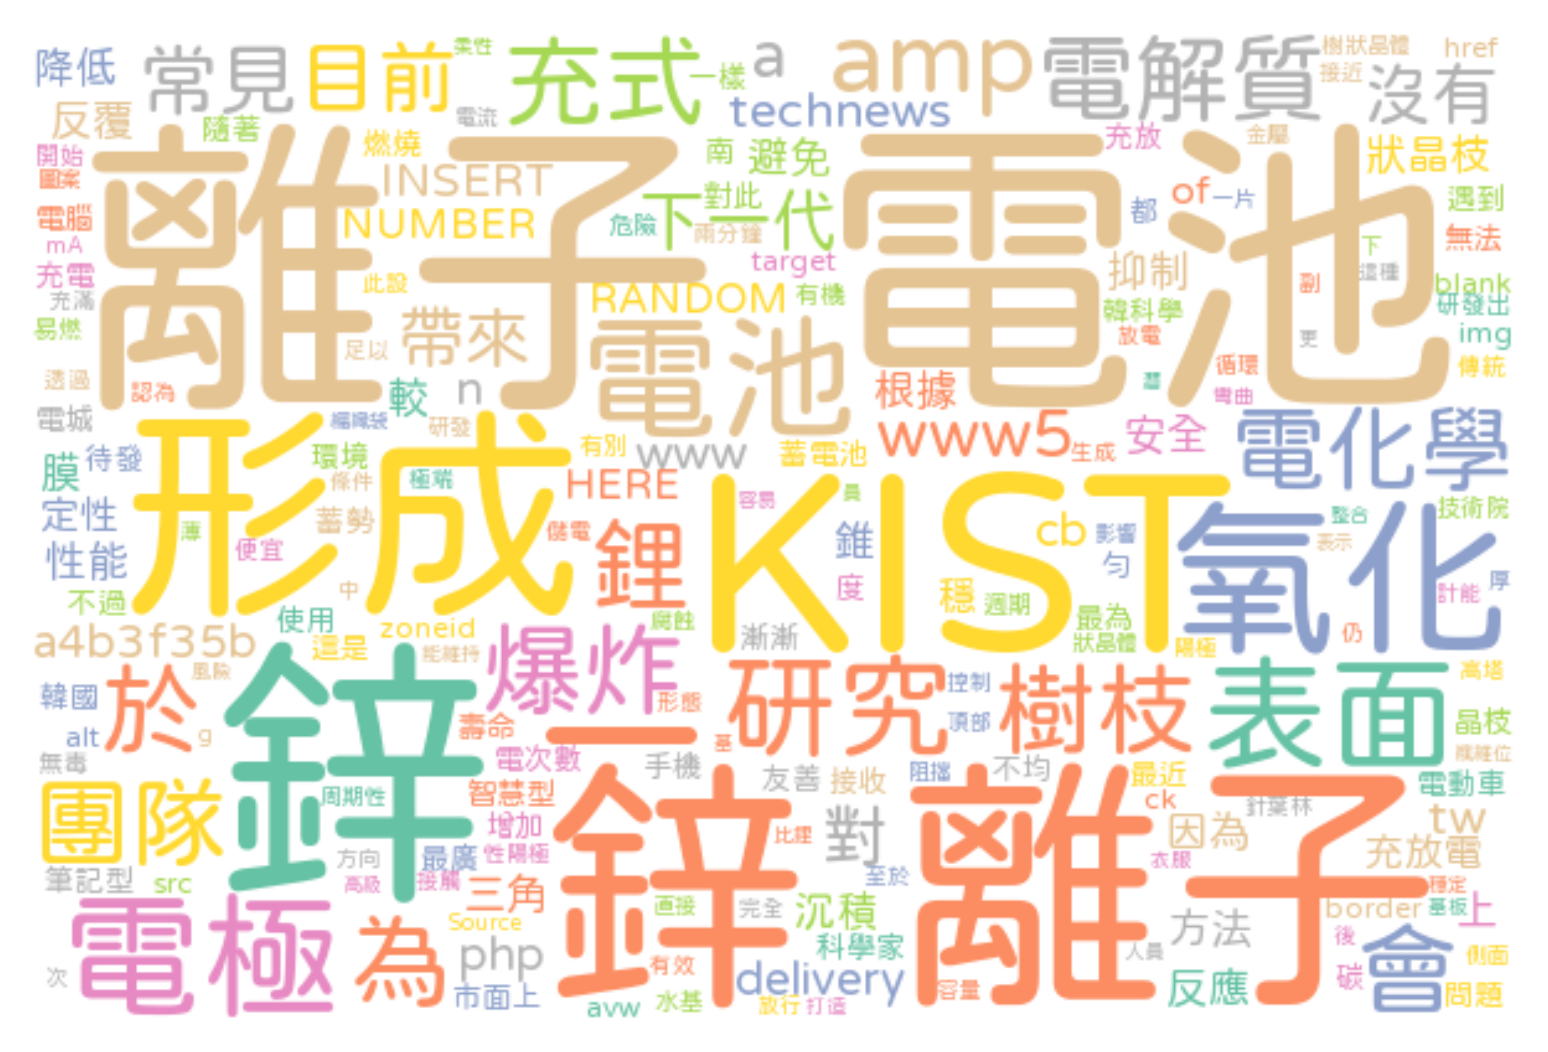 降低 常見 目前 柔性 充式 一樣 a amp 電解質 樹狀晶體 接近 href 沒有
反覆 隨著 電流 technews
開始 圖案 離子 燃燒 INSERT 南 避免 電池 充放 金屬 狀晶枝
電腦 NUMBER 危險 下一代 對此 兩分鐘 都 of 一片 遇到
mA 充電 target 抑制 下 這種 無法
充滿 此設 RANDOM 有機 韓科學 副 blank 研發出
易燃 足以 帶來 電池 放電 更 img
透過 認為 較 n 根據 循環 彎曲 傳統
電城 研發 www5 生成 安全 電化學
膜 待發 形成 環境 條件 極端 有別 www 蓄電池
定性 蓄勢 HERE KIST 容易 員 技術院
性能 薄 便宜 儲電 鋰 錐 cb 影響 勻 氧化 整合 表示
不過 中 度 穩 週期 最為 計能 厚
a4b3f35b 使用 這是 zoneid 能維持 腐蝕 漸漸 狀晶體 陽極 仍
韓國 於 風險 鋅 爆炸 形態 研究 控制 樹枝 表面 高塔
alt g 壽命 一 基 頂部 晶枝
無毒 電次數 手機 友善 接收 阻擋 不均 最近 電動車
團隊 周期性 智慧型 鋅 離子 ck 針葉林 tw
方向 最廣 增加 性陽極 比鋰 對 因為 充放電
筆記型 src 高級 接觸 三角 至於 衣服 穩定
電極 為 Source 直接 完全 沉積 border 基板 上
php 科學家 人員 方法 後 會 側面
次 市面上 有效 delivery 容量 反應 碳 問題
avw 水基 放行 打造